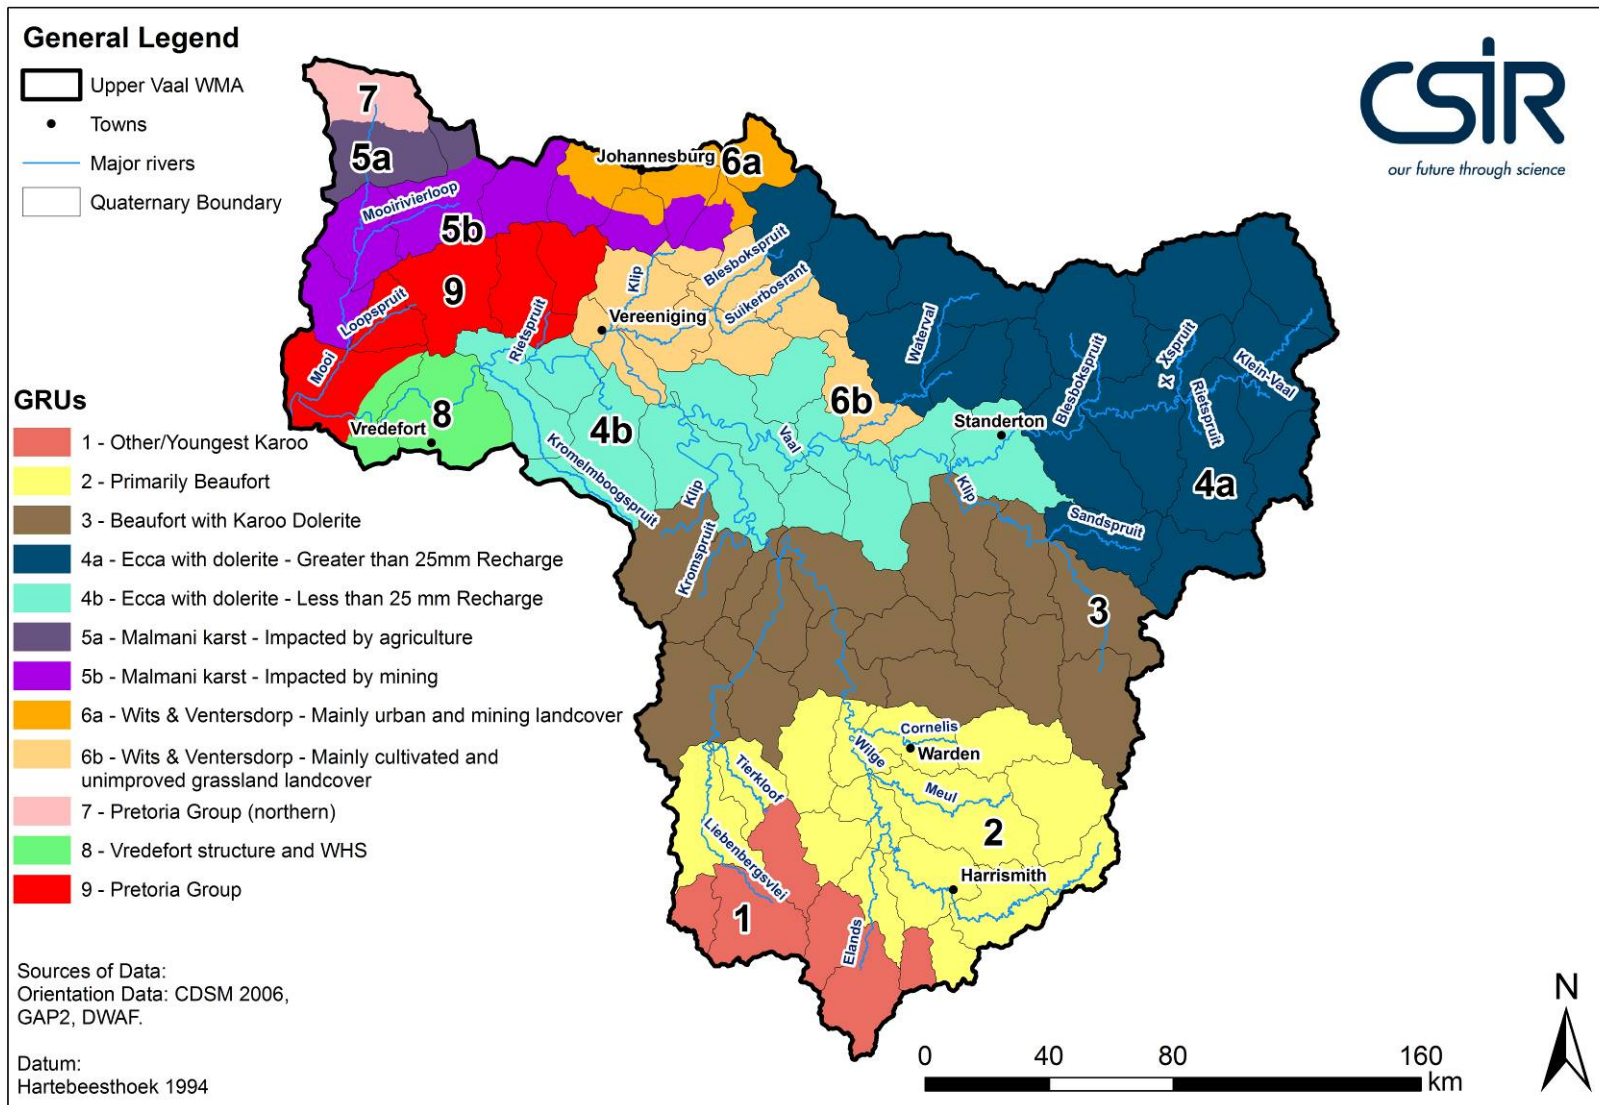 General Legend
Upper Vaal WMA
Towns
Major rivers
Quaternary Boundary
GRUs
1 - Other/Youngest Karoo
2 - Primarily Beaufort
3 - Beaufort with Karoo Dolerite
4a - Ecca with dolerite - Greater than 25mm Recharge
4b - Ecca with dolerite - Less than 25 mm Recharge
5a - Malmani karst - Impacted by agriculture
5b - Malmani karst - Impacted by mining
6a - Wits & Ventersdorp - Mainly urban and mining landcover
6b - Wits & Ventersdorp - Mainly cultivated and
unimproved grassland landcover
7 - Pretoria Group (northern)
8 - Vredefort structure and WHS
9 - Pretoria Group
Sources of Data:
Orientation Data: CDSM 2006,
GAP2, DWAF.
Datum:
Hartebeesthoek 1994
CSIR
our future through science
7
5a
Johannesburg
6a
Mooirivierloop
5b
Klip
Blesbokspruit
Suikerbosrant
9
Loopspruit
Rietspruit
Vereeniging
Waterval
Mooi
Blesbokspruit
Xspruit
X
Klein-Vaal
Rietspruit
8
Vredefort
4b
6b
Vaal
Standerton
Kromelmboogspruit
Klip
Klip
4a
Sandspruit
Kromspruit
3
Cornelis
Warden
Wilge
Tierkloof
Meul
2
Liebenbergsvlei
Harrismith
1
Elands
N
0
40
80
160
km